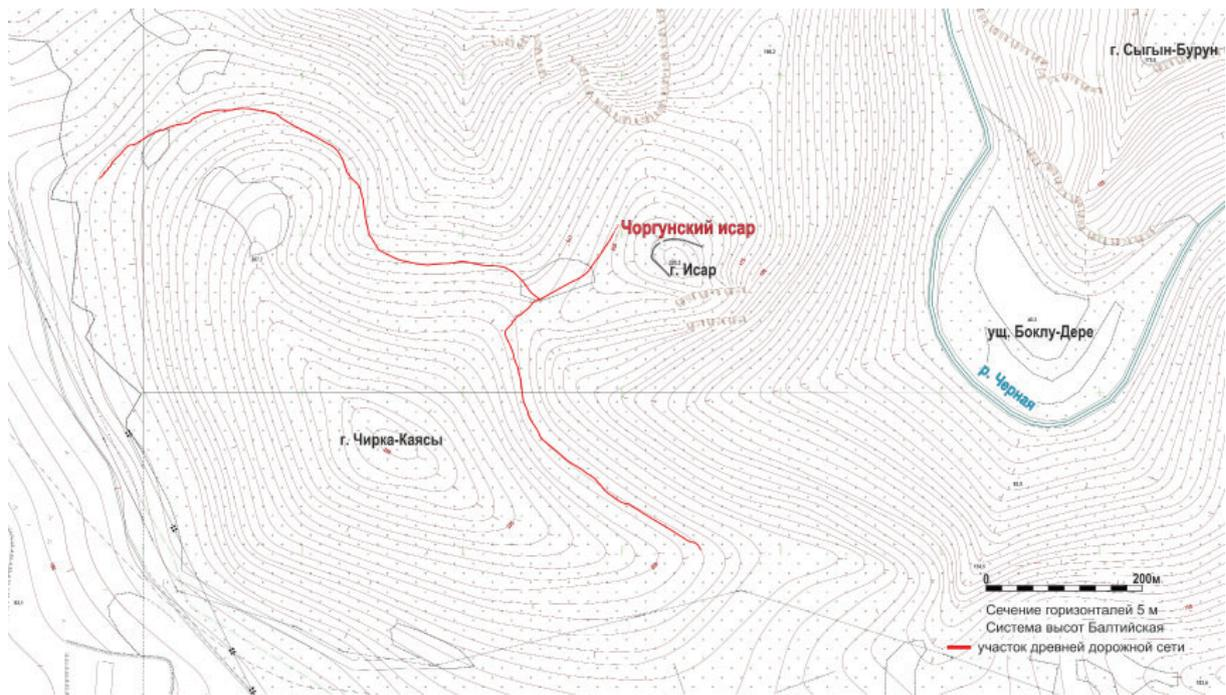 г. Сыгын-Бурун
Чоргунский исар
г. Исар
ущ. Боклу-Дере
р. Черная
г. Чирка-Каясы
0 200м
Сечение горизонталей 5 м
Система высот Балтийская
участок древней дорожной сети